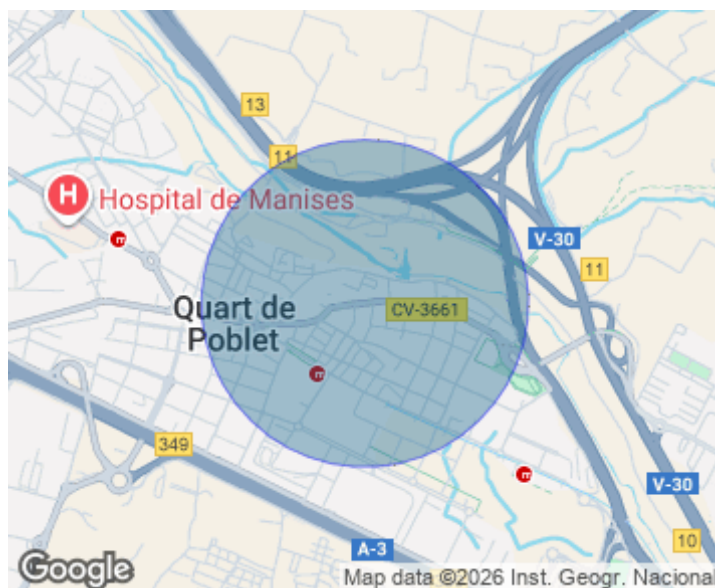 13
11
H
Hospital de Manises
m
V-30
11
Quart de
Poblet
CV-3661
m
349
m
V-30
10
A-3
Google
Map data ©2026 Inst. Geogr. Nacional